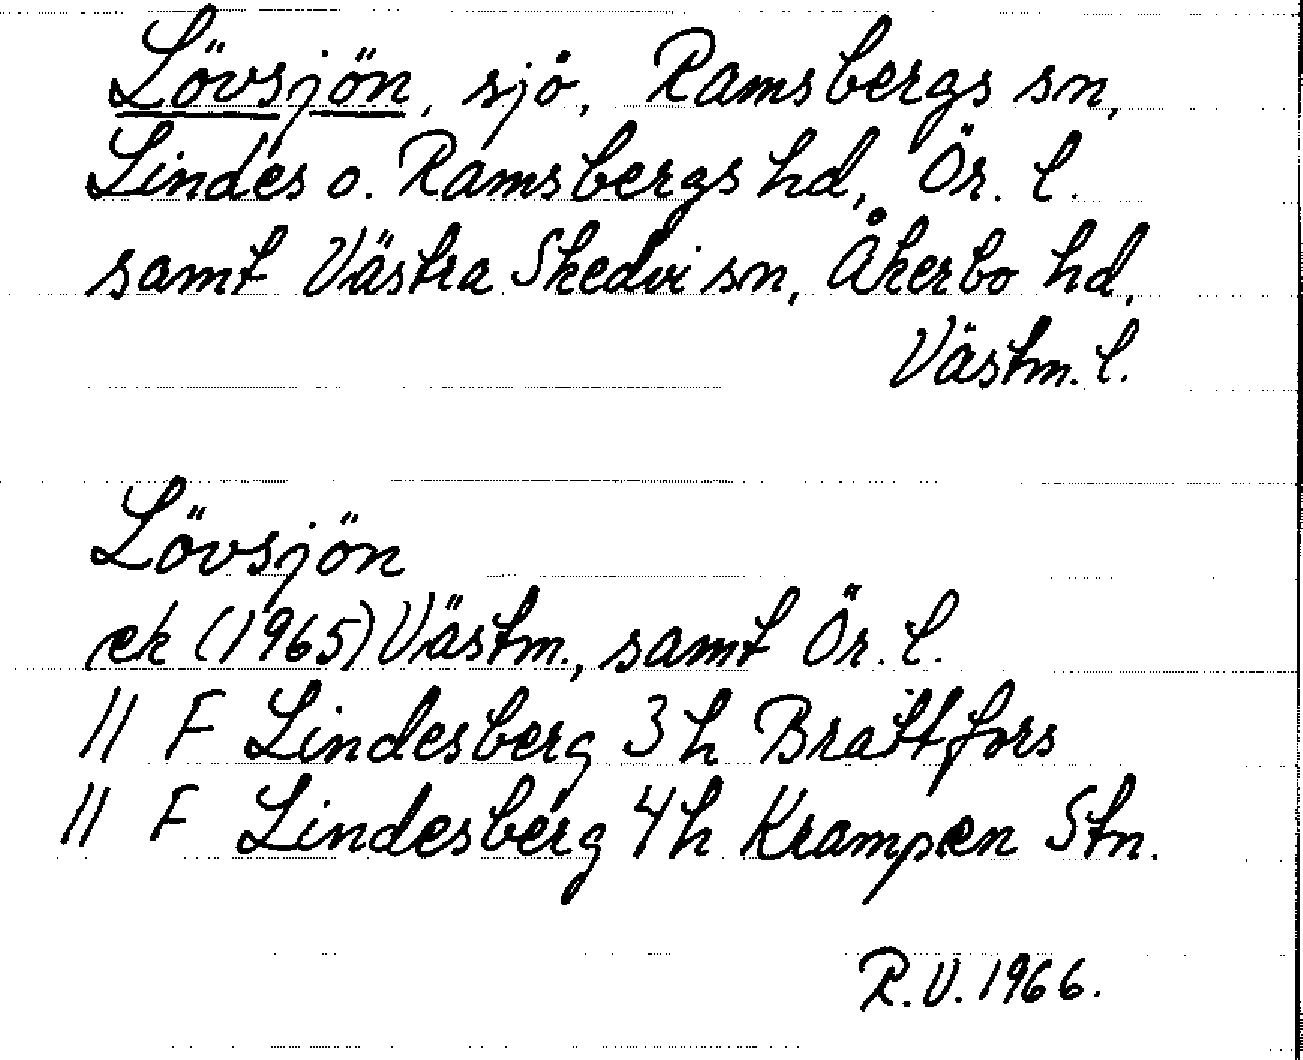 Lövsjön, sjö, Ramsbergs sn,
Lindes o. Ramsbergs hd, Ör. l.
samt Västra Skedvi sn, Åkerbo hd,
Västm. l.
Lövsjön
ek (1965) Västm., samt Ör. l.
11 F Lindesberg 3 h Brattfors
11 F Lindesberg 4 h Krampen Stn.
R.V. 1966.